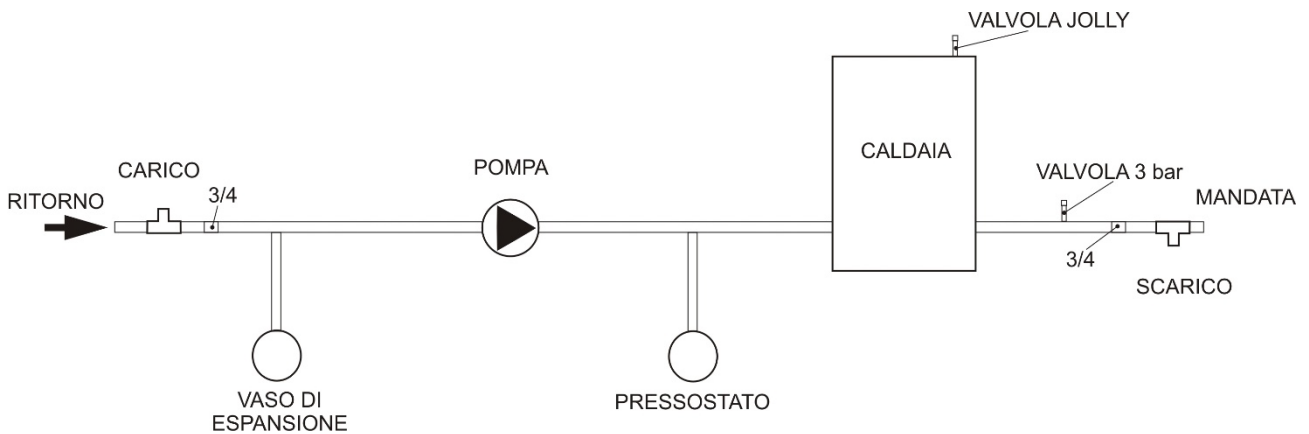 VALVOLA JOLLY
CALDAIA
CARICO
POMPA
VALVOLA 3 bar
MANDATA
RITORNO
3/4
3/4
SCARICO
VASO DI
ESPANSIONE
PRESSOSTATO